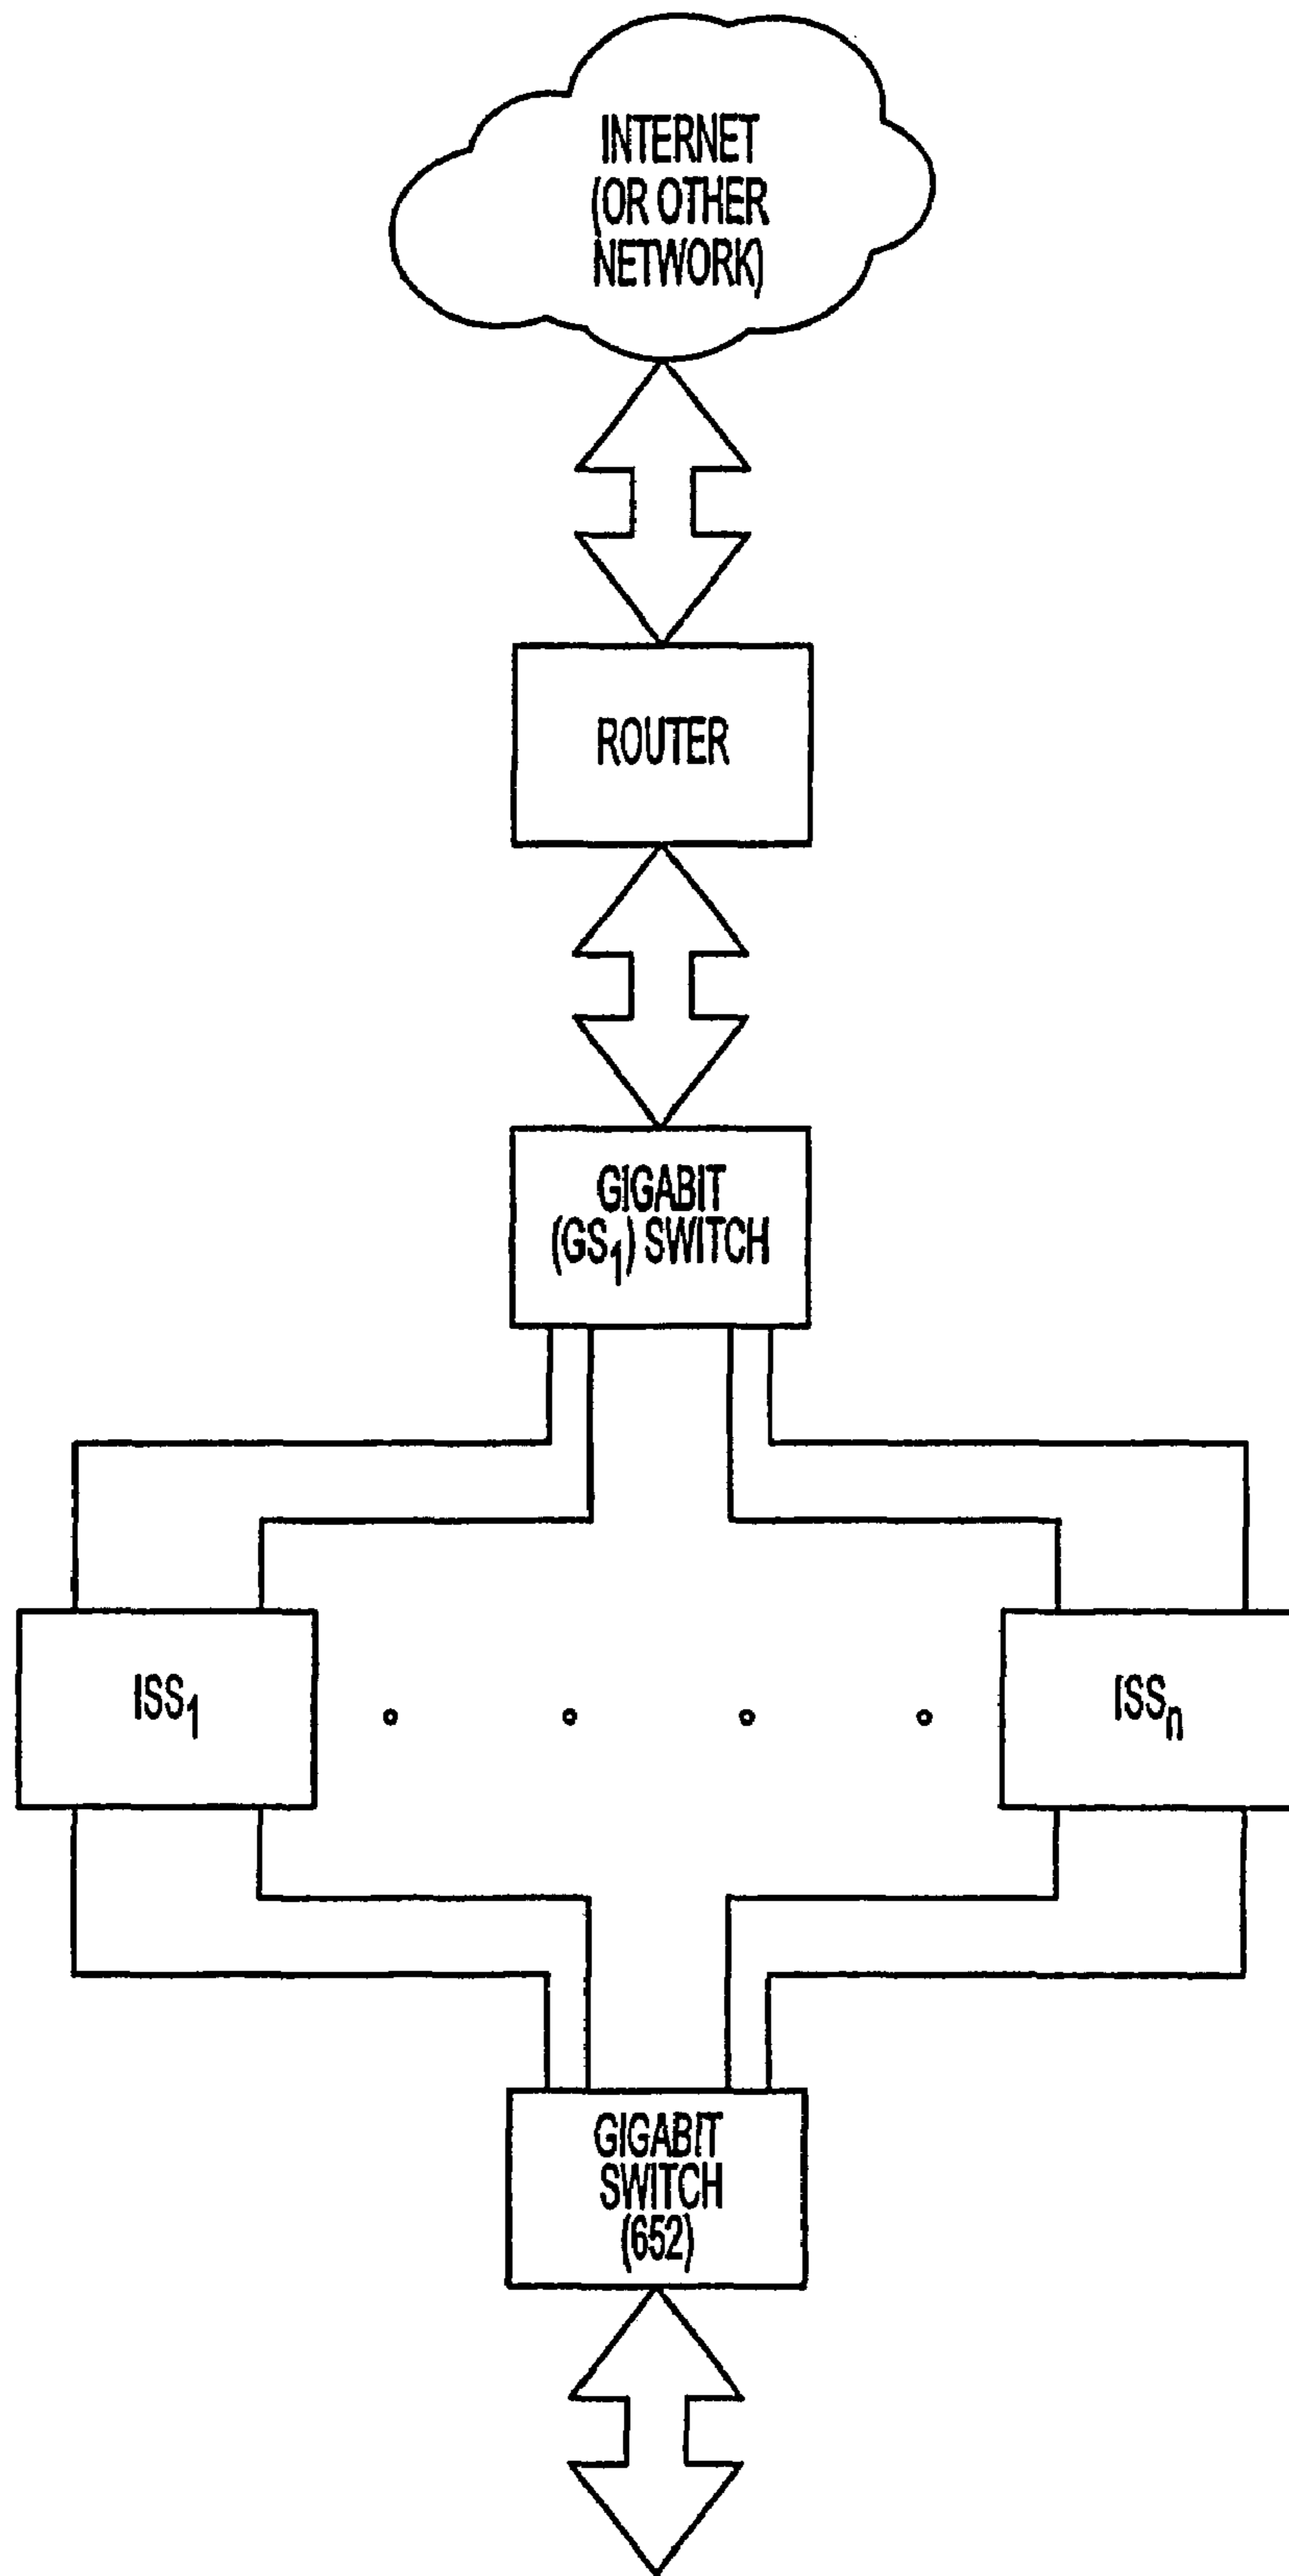 INTERNET
(OR OTHER
NETWORK)
ROUTER
GIGABIT
(GS₁) SWITCH
ISS₁
ISSₙ
GIGABIT
SWITCH
(652)